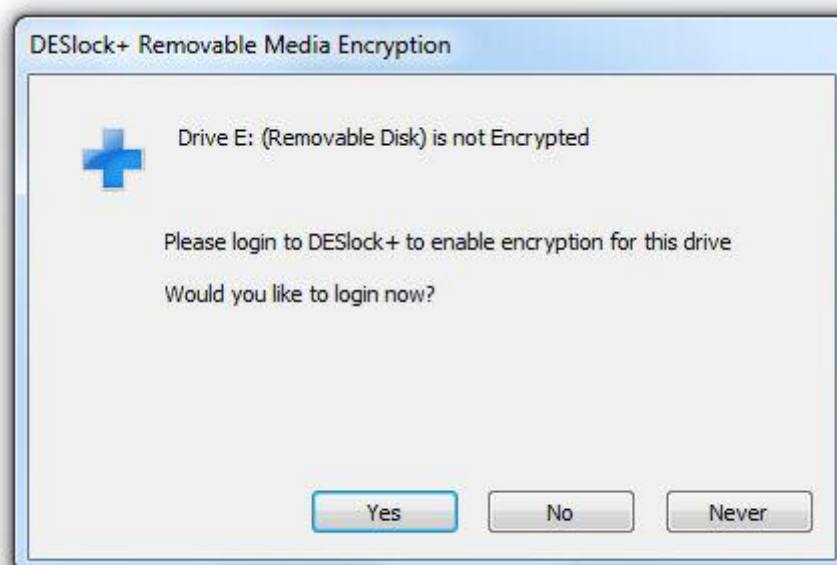 DESlock+ Removable Media Encryption
Drive E: (Removable Disk) is not Encrypted
Please login to DESlock+ to enable encryption for this drive
Would you like to login now?
Yes No Never